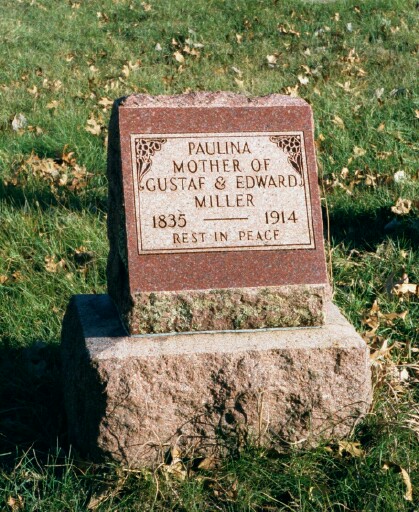 PAULINA
MOTHER OF
GUSTAF & EDWARD
MILLER
1835 — 1914
REST IN PEACE